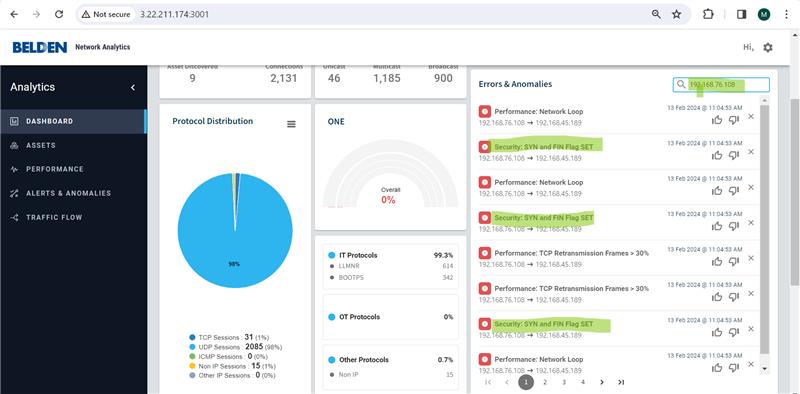 Not secure 3.22.211.174:3001
M
BELDEN Network Analytics
Hi,
Analytics
DASHBOARD
ASSETS
PERFORMANCE
ALERTS & ANOMALIES
TRAFFIC FLOW
Asset Discovered
9
Connections
2,131
Unicast
46
Multicast
1,185
Broadcast
900
Protocol Distribution
98%
TCP Sessions : 31 (1%)
UDP Sessions : 2085 (98%)
ICMP Sessions : 0 (0%)
Non IP Sessions : 15 (1%)
Other IP Sessions : 0 (0%)
ONE
Overall
0%
IT Protocols 99.3%
LLMNR 614
BOOTPS 342
OT Protocols 0%
Other Protocols 0.7%
Non IP 15
Errors & Anomalies
192.168.76.108
Performance: Network Loop 13 Feb 2024 @ 11:04:53 AM
192.168.76.108 → 192.168.45.189
Security: SYN and FIN Flag SET 13 Feb 2024 @ 11:04:53 AM
192.168.76.108 → 192.168.45.189
Performance: Network Loop 13 Feb 2024 @ 11:04:53 AM
192.168.76.108 → 192.168.45.189
Security: SYN and FIN Flag SET 13 Feb 2024 @ 11:04:53 AM
192.168.76.108 → 192.168.45.189
Performance: TCP Retransmission Frames > 30% 13 Feb 2024 @ 11:04:53 AM
192.168.76.108 → 192.168.45.189
Performance: TCP Retransmission Frames > 30% 13 Feb 2024 @ 11:04:53 AM
192.168.76.108 → 192.168.45.189
Security: SYN and FIN Flag SET 13 Feb 2024 @ 11:04:53 AM
192.168.76.108 → 192.168.45.189
Performance: Network Loop 13 Feb 2024 @ 11:04:53 AM
192.168.76.108 → 192.168.45.189
1 2 3 4